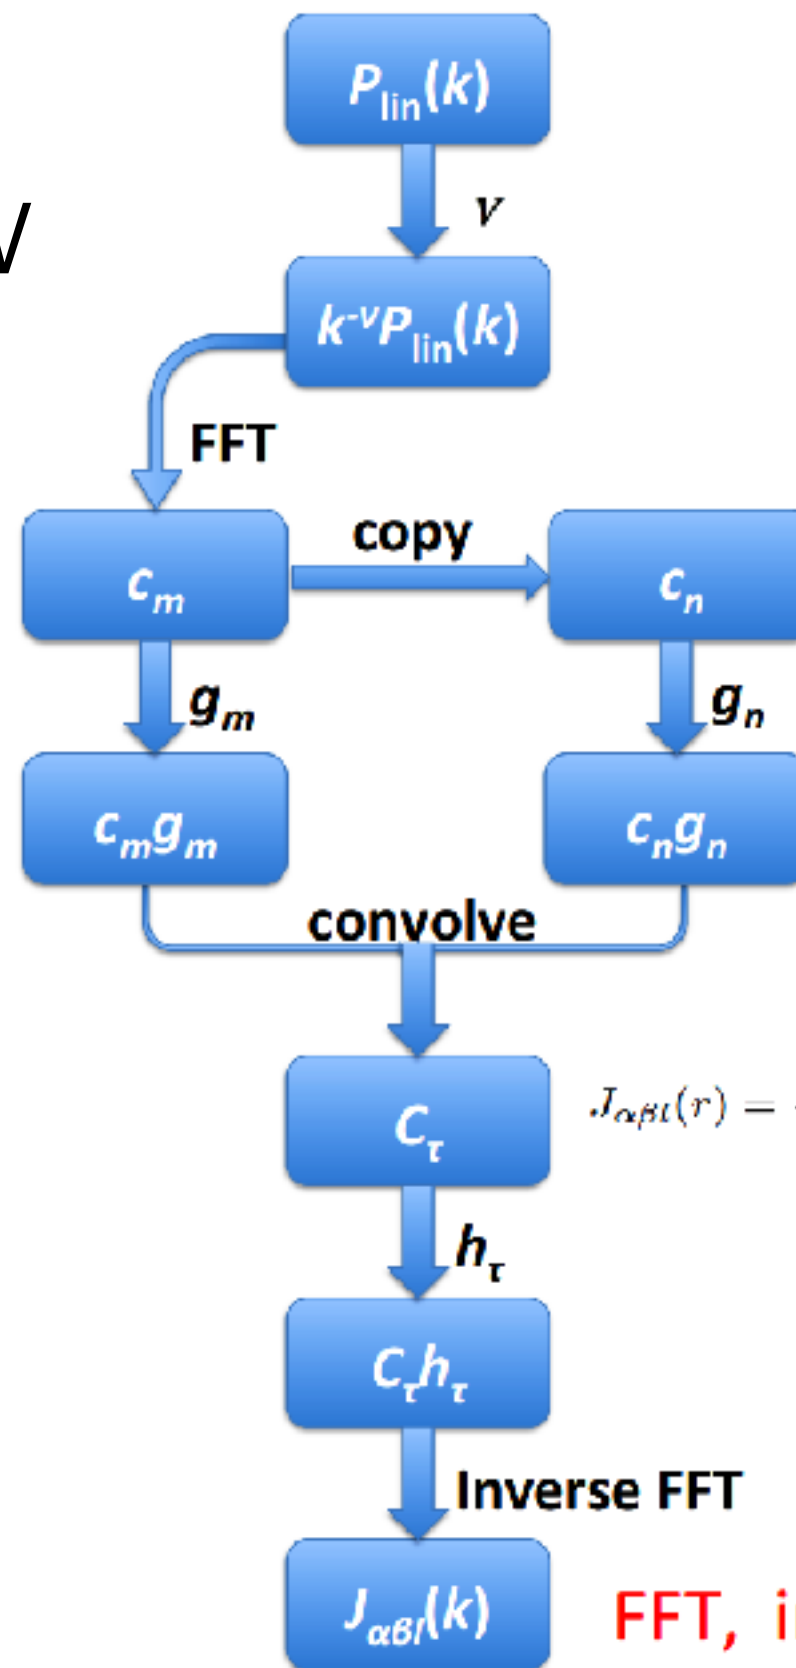 P_lin(k)
ν
k^-ν P_lin(k)
FFT
copy
c_m
c_n
g_m
g_n
c_m g_m
c_n g_n
convolve
C_τ
J_αβl(r) =
h_τ
C_τ h_τ
Inverse FFT
J_αβl(k)
FFT,